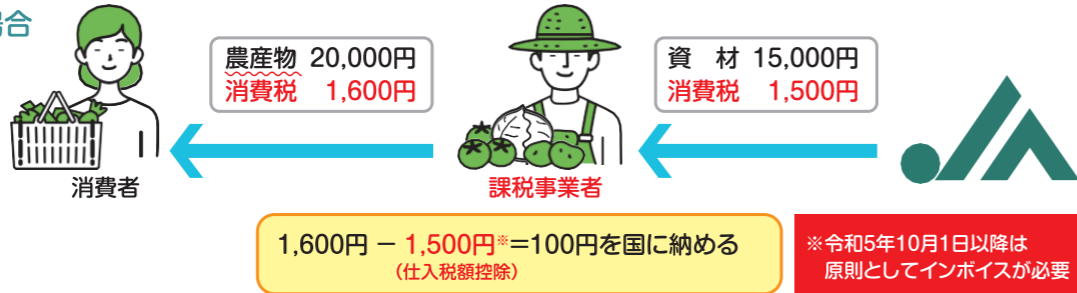 場合
農産物 20,000円
消費税 1,600円
資 材 15,000円
消費税 1,500円
消費者
課税事業者
JA
1,600円 － 1,500円※＝100円を国に納める
（仕入税額控除）
※令和5年10月1日以降は
原則としてインボイスが必要